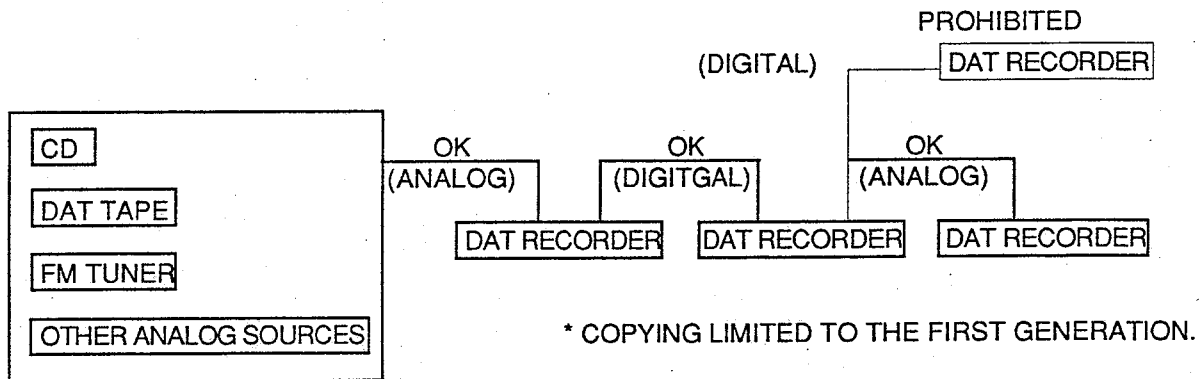 PROHIBITED
(DIGITAL)
DAT RECORDER
CD
OK
(ANALOG)
OK
(DIGITGAL)
OK
(ANALOG)
DAT TAPE
DAT RECORDER
DAT RECORDER
DAT RECORDER
FM TUNER
OTHER ANALOG SOURCES
* COPYING LIMITED TO THE FIRST GENERATION.